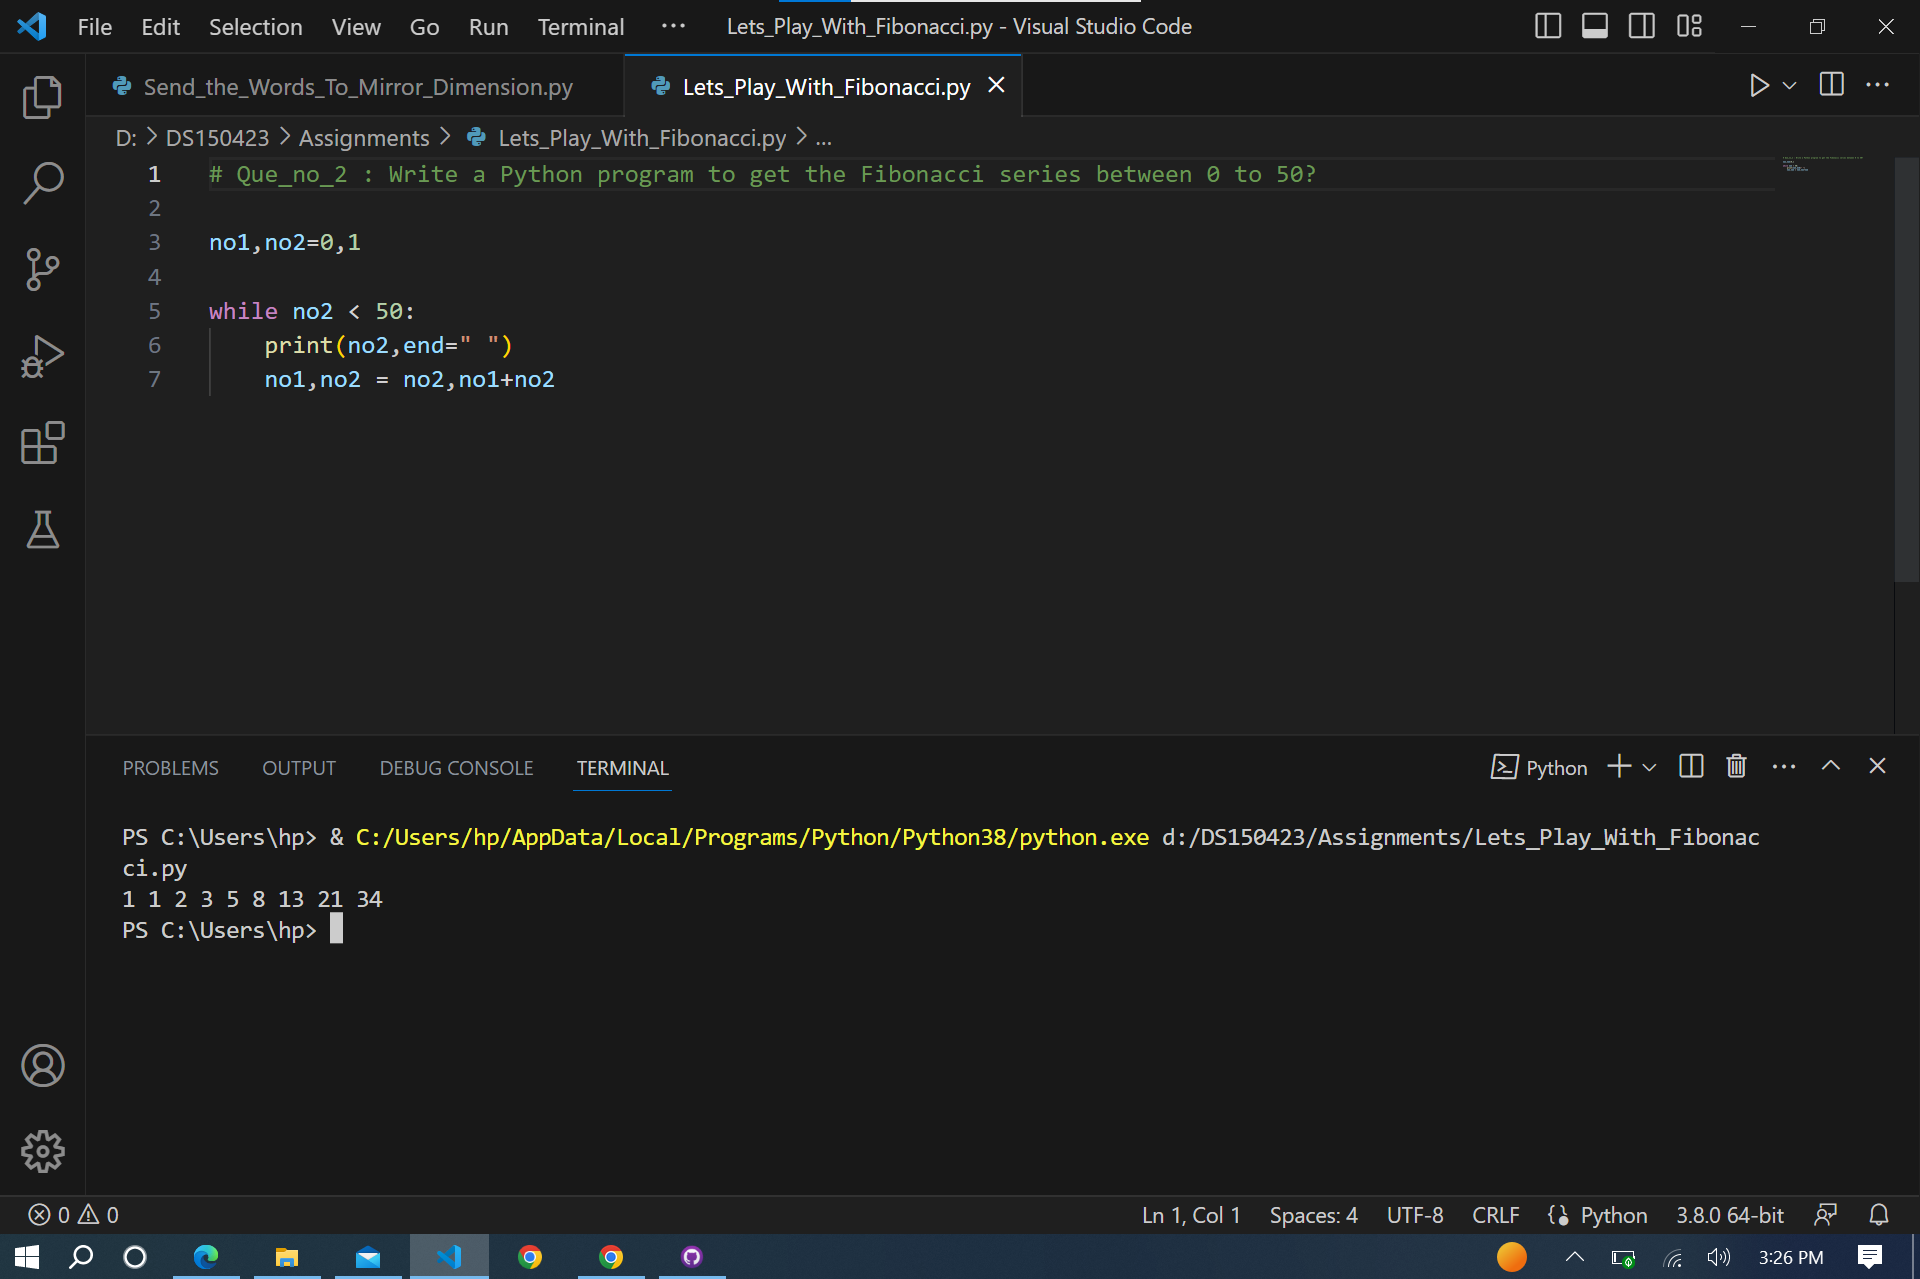 File Edit Selection View Go Run Terminal ··· Lets_Play_With_Fibonacci.py - Visual Studio Code
Send_the_Words_To_Mirror_Dimension.py Lets_Play_With_Fibonacci.py
D: > DS150423 > Assignments > Lets_Play_With_Fibonacci.py > ...
1 # Que_no_2 : Write a Python program to get the Fibonacci series between 0 to 50?
2
3 no1,no2=0,1
4
5 while no2 < 50:
6     print(no2,end=" ")
7     no1,no2 = no2,no1+no2
PROBLEMS OUTPUT DEBUG CONSOLE TERMINAL Python
PS C:\Users\hp> & C:/Users/hp/AppData/Local/Programs/Python/Python38/python.exe d:/DS150423/Assignments/Lets_Play_With_Fibonac
ci.py
1 1 2 3 5 8 13 21 34
PS C:\Users\hp>
0 0 Ln 1, Col 1 Spaces: 4 UTF-8 CRLF Python 3.8.0 64-bit
3:26 PM